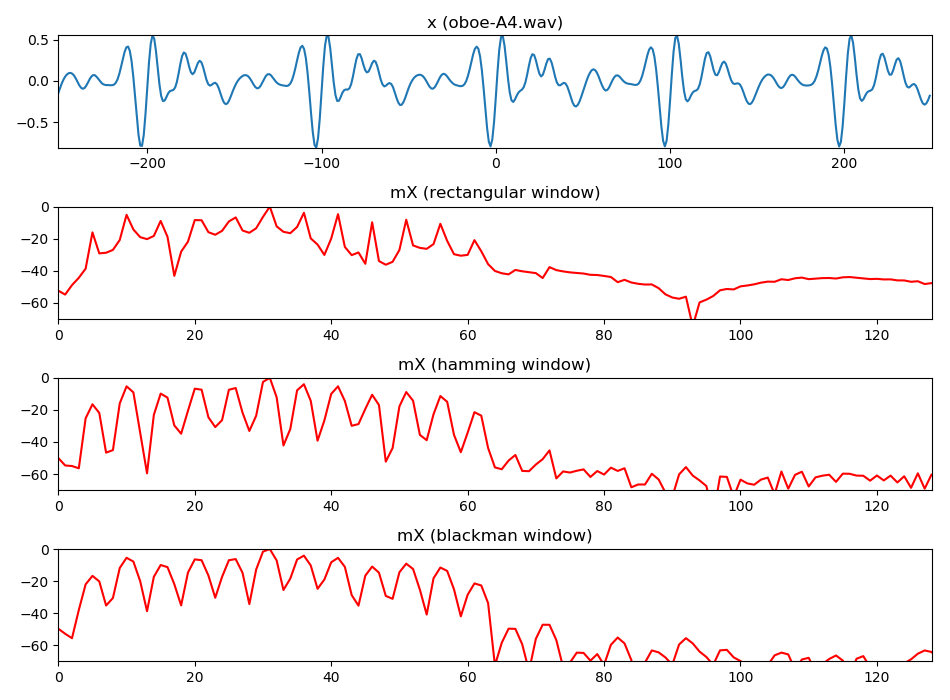 x (oboe-A4.wav)
0.5
0.0
−0.5
−200 −100 0 100 200
mX (rectangular window)
0
−20
−40
−60
0 20 40 60 80 100 120
mX (hamming window)
0
−20
−40
−60
0 20 40 60 80 100 120
mX (blackman window)
0
−20
−40
−60
0 20 40 60 80 100 120